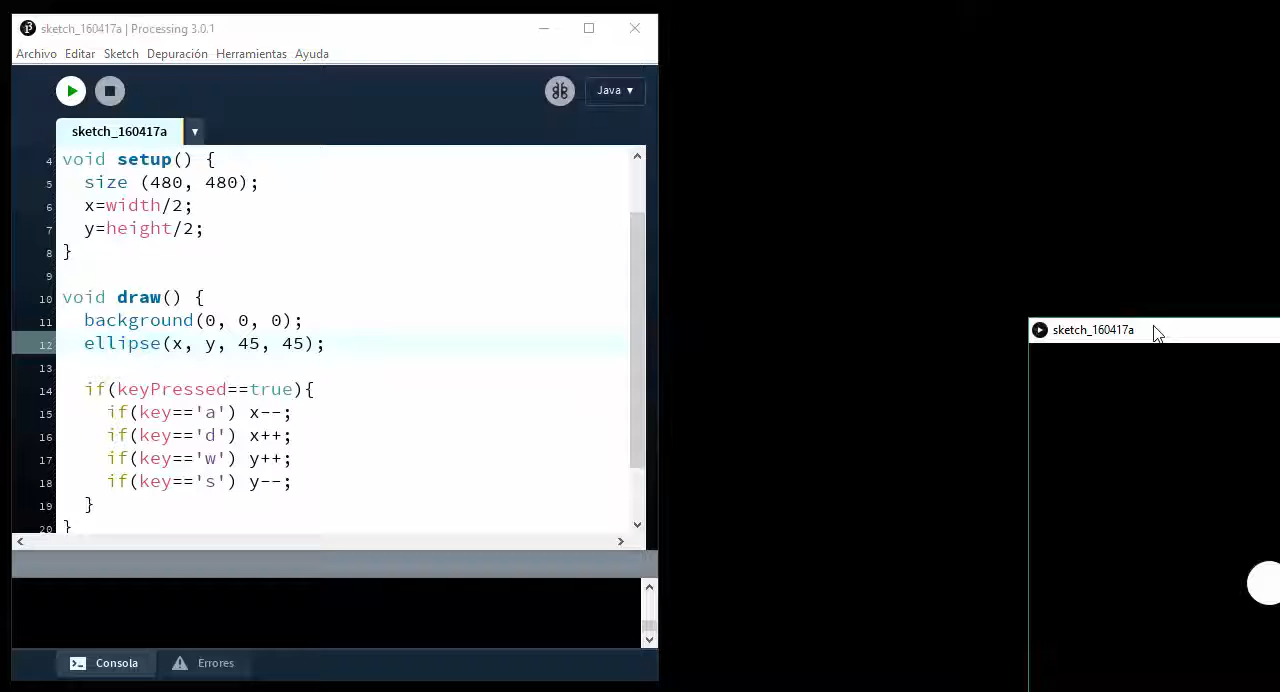 sketch_160417a | Processing 3.0.1
Archivo Editar Sketch Depuración Herramientas Ayuda
Java ▾
sketch_160417a ▾
4 void setup() {
5 size (480, 480);
6 x=width/2;
7 y=height/2;
8 }
9
10 void draw() {
11 background(0, 0, 0);
12 ellipse(x, y, 45, 45);
13
14 if(keyPressed==true){
15 if(key=='a') x--;
16 if(key=='d') x++;
17 if(key=='w') y++;
18 if(key=='s') y--;
19 }
20 }
Consola Errores
sketch_160417a